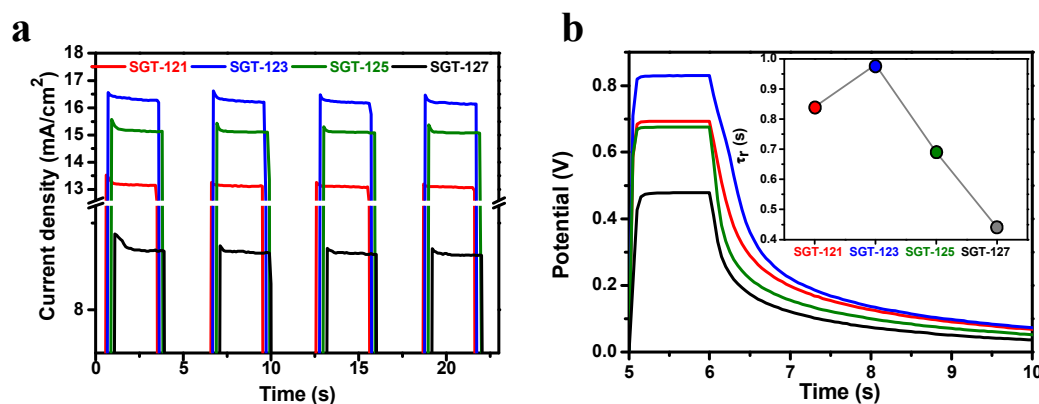 a
Current density (mA/cm²)
18
17
16
15
14
13
8
SGT-121 SGT-123 SGT-125 SGT-127
0 5 10 15 20
Time (s)
b
Potential (V)
0.8
0.6
0.4
0.2
0.0
5 6 7 8 9 10
Time (s)
τr (s)
1.0
0.9
0.8
0.7
0.6
0.5
0.4
SGT-121 SGT-123 SGT-125 SGT-127